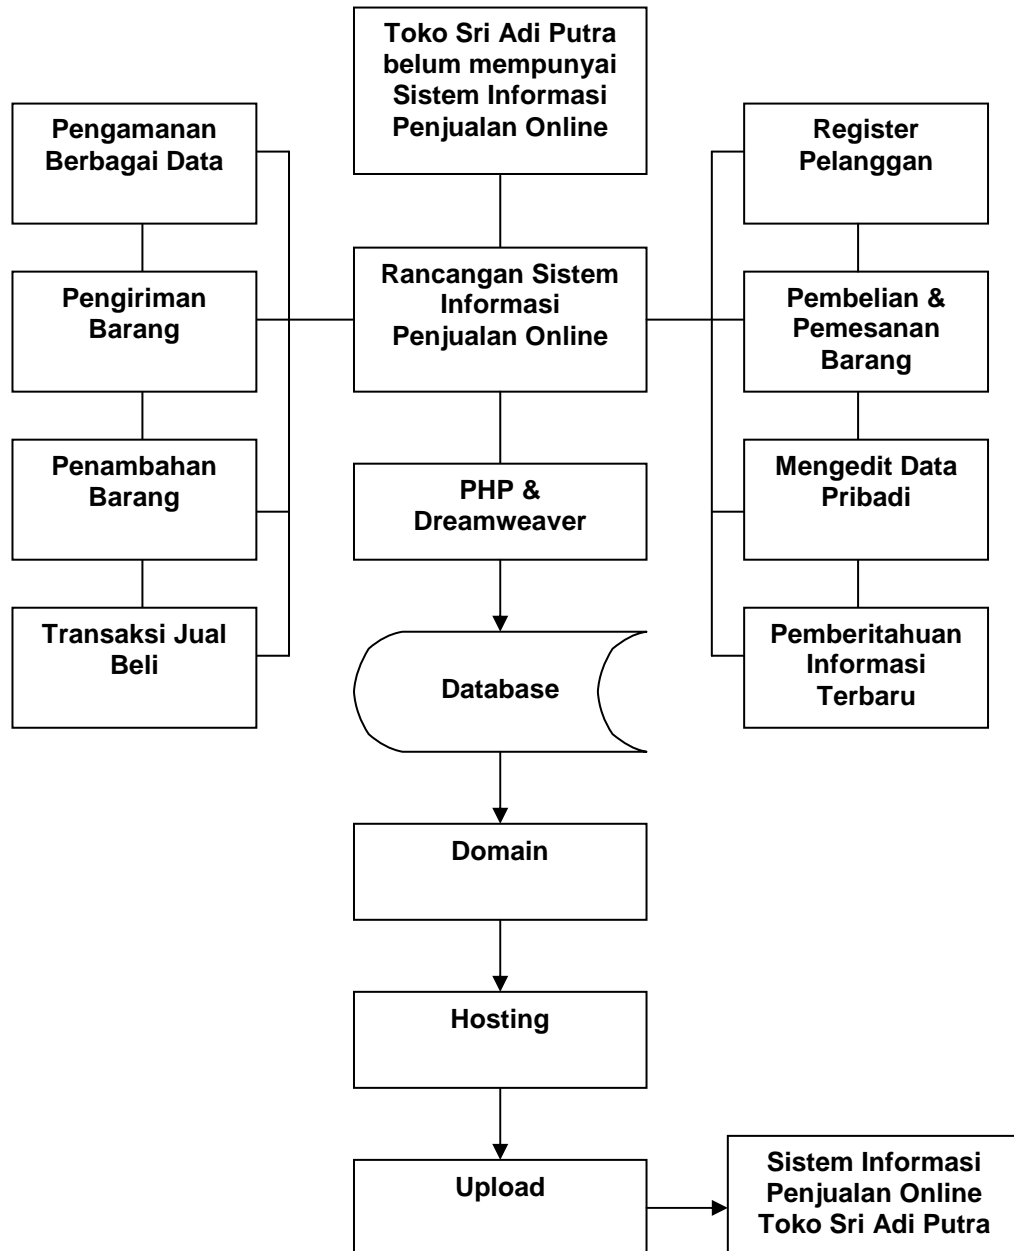 Toko Sri Adi Putra
belum mempunyai
Sistem Informasi
Penjualan Online
Pengamanan
Berbagai Data
Register
Pelanggan
Rancangan Sistem
Informasi
Penjualan Online
Pengiriman
Barang
Pembelian &
Pemesanan
Barang
Penambahan
Barang
PHP &
Dreamweaver
Mengedit Data
Pribadi
Transaksi Jual
Beli
Database
Pemberitahuan
Informasi
Terbaru
Domain
Hosting
Upload
Sistem Informasi
Penjualan Online
Toko Sri Adi Putra